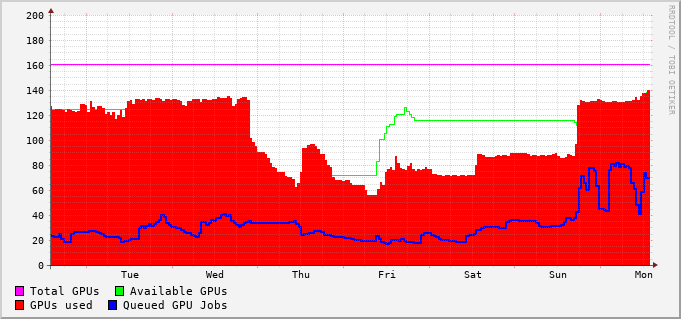 RRDTOOL / TOBI OETIKER
200
180
160
140
120
100
80
60
40
20
0
Tue Wed Thu Fri Sat Sun Mon
Total GPUs Available GPUs
GPUs used Queued GPU Jobs